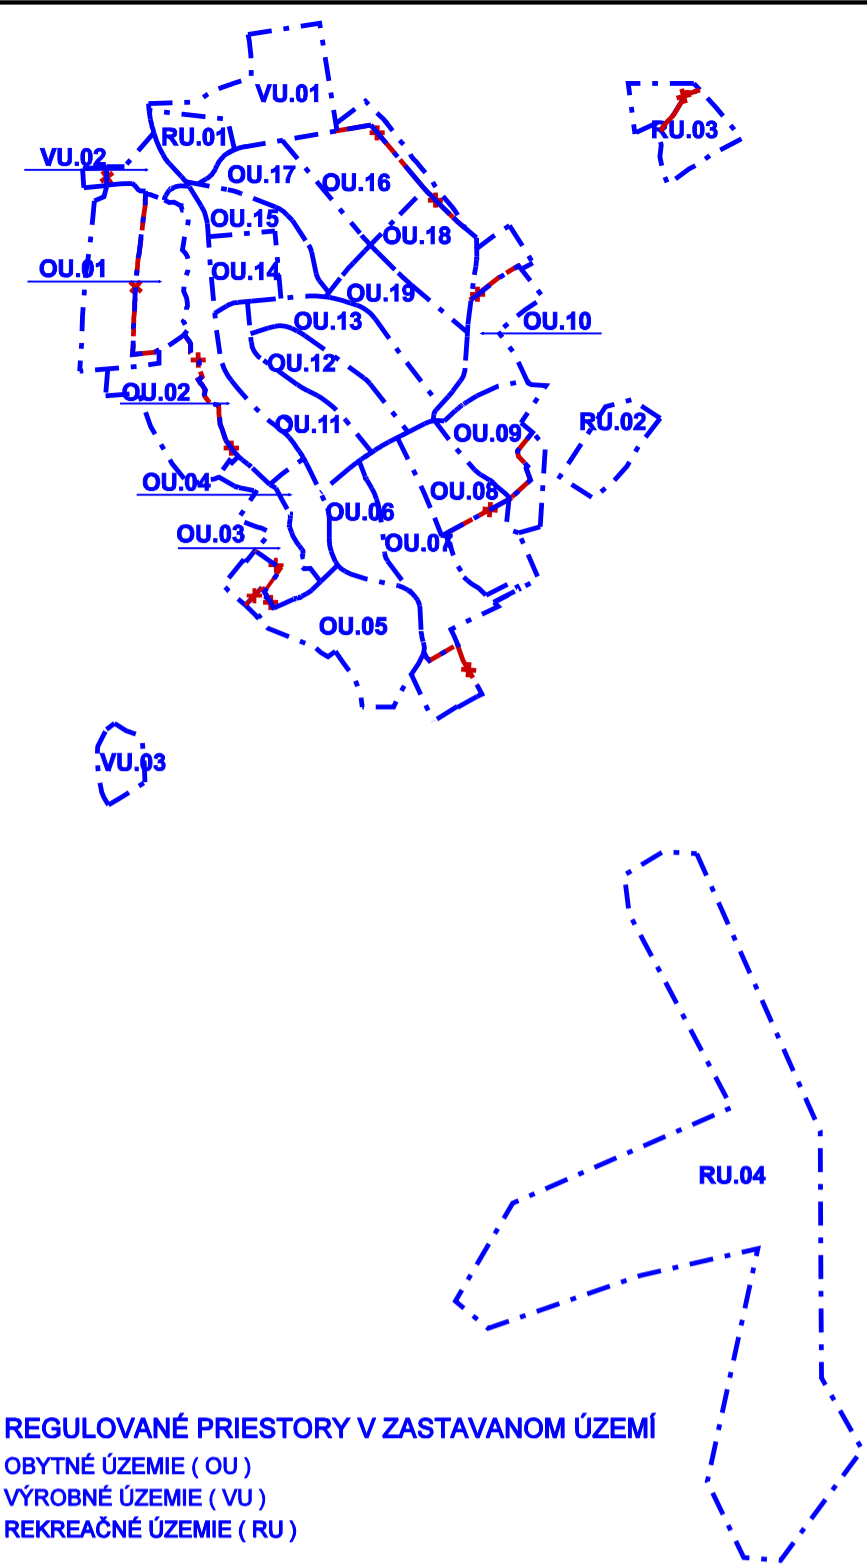 VU.01
RU.03
RU.01
VU.02
OU.17
OU.16
OU.15
OU.18
OU.01
OU.14
OU.19
OU.13
OU.10
OU.12
OU.02
OU.11
RU.02
OU.09
OU.04
OU.08
OU.06
OU.03
OU.07
OU.05
VU.03
RU.04
REGULOVANÉ PRIESTORY V ZASTAVANOM ÚZEMÍ
OBYTNÉ ÚZEMIE ( OU )
VÝROBNÉ ÚZEMIE ( VU )
REKREAČNÉ ÚZEMIE ( RU )